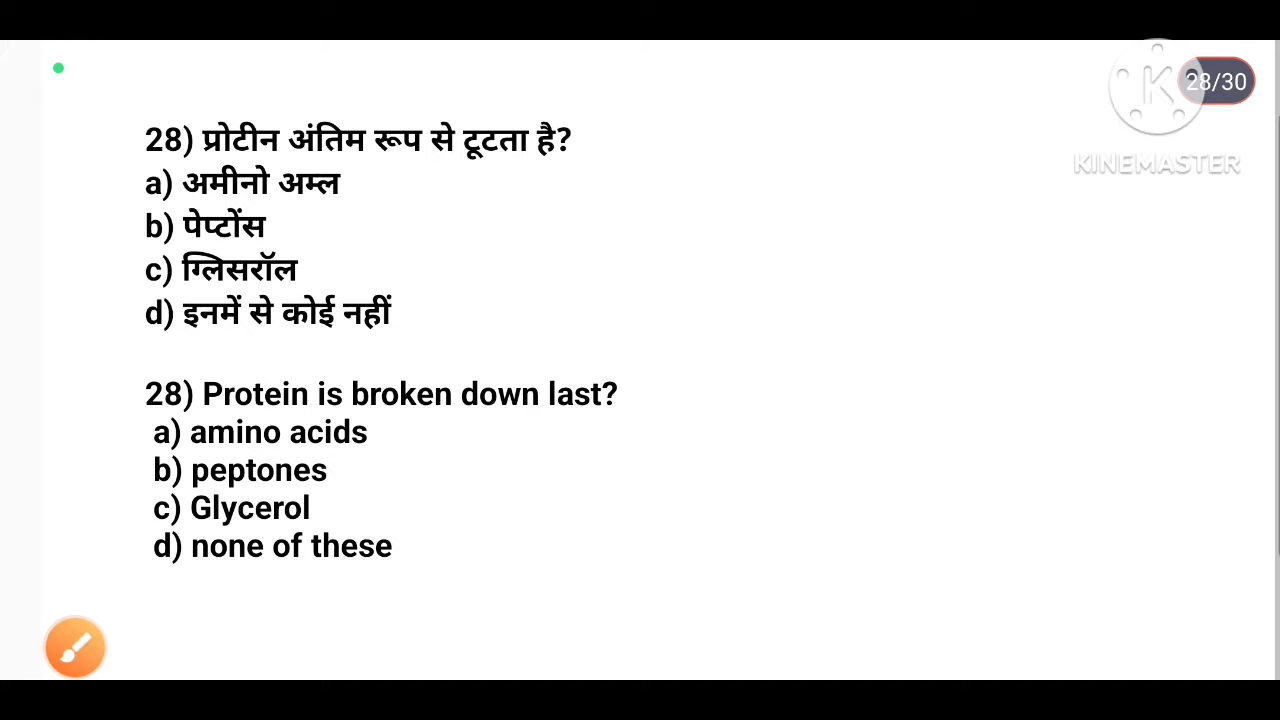 28/30
KINEMASTER
28) प्रोटीन अंतिम रूप से टूटता है?
a) अमीनो अम्ल
b) पेप्टोंस
c) ग्लिसरॉल
d) इनमें से कोई नहीं
28) Protein is broken down last?
a) amino acids
b) peptones
c) Glycerol
d) none of these